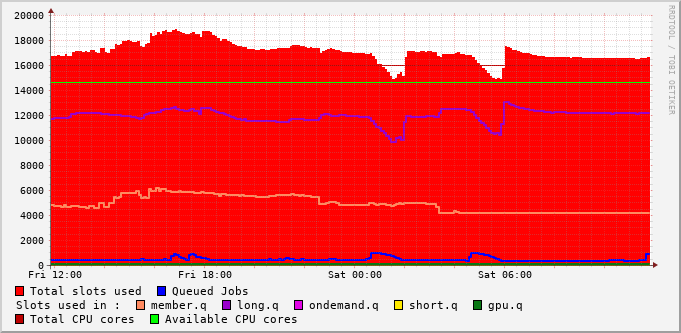 RRDTOOL / TOBI OETIKER
20000
18000
16000
14000
12000
10000
8000
6000
4000
2000
0
Fri 12:00 Fri 18:00 Sat 00:00 Sat 06:00
Total slots used Queued Jobs
Slots used in : member.q long.q ondemand.q short.q gpu.q
Total CPU cores Available CPU cores